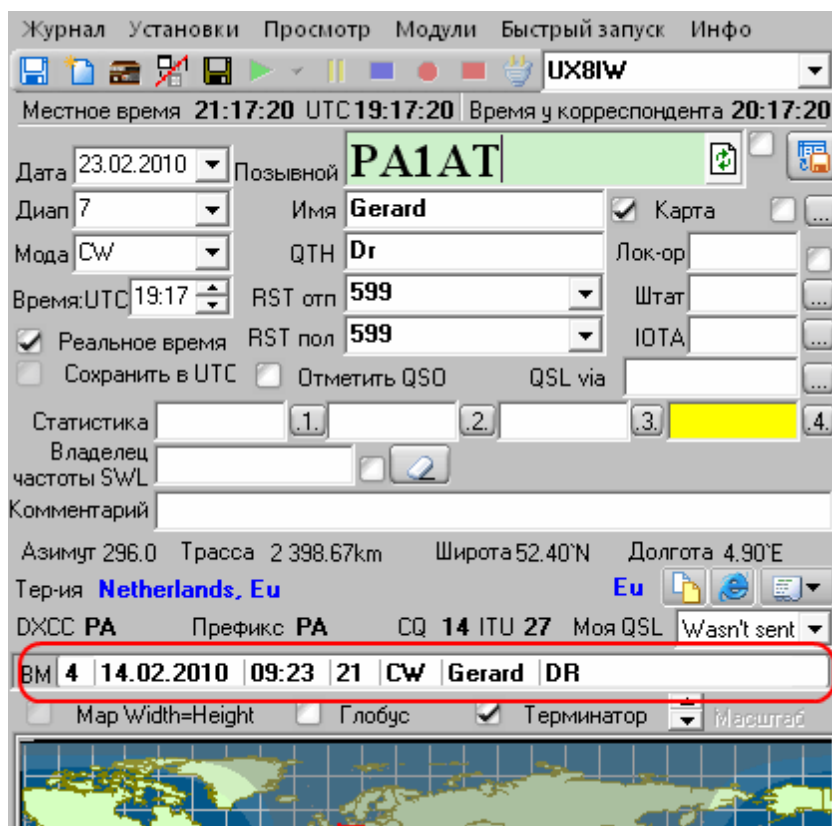 Журнал Установки Просмотр Модули Быстрый запуск Инфо
UX8IW
Местное время 21:17:20 UTC 19:17:20 Время у корреспондента 20:17:20
Дата 23.02.2010 Позывной PA1AT
Диап 7 Имя Gerard Карта ...
Мода CW QTH Dr Лок-ор
Время:UTC 19:17 RST отп 599 Штат ...
Реальное время RST пол 599 IOTA ...
Сохранить в UTC Отметить QSO QSL via ...
Статистика .1. .2. .3. .4.
Владелец
частоты SWL
Комментарий
Азимут 296.0 Трасса 2 398.67km Широта 52.40`N Долгота 4.90`E
Тер-ия Netherlands, Eu Eu
DXCC PA Префикс PA CQ 14 ITU 27 Моя QSL Wasn't sent
ВМ 4 14.02.2010 09:23 21 CW Gerard DR
Map Width=Height Глобус Терминатор Масштаб